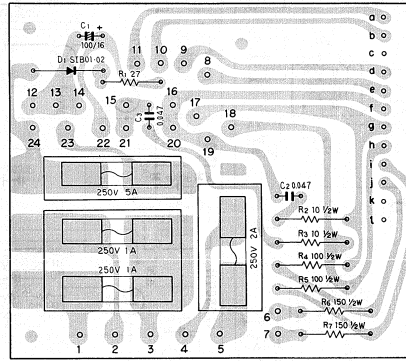 C1 +
100/16
D1 SIB01-02
R1 27
11 10 9
8
12 13 14 15 16
17 18
C3 0.047
24 23 22 21 20
19
250V 5A
250V 1A
250V 1A
250V 2A
C2 0.047
R2 10 ½W
R3 10 ½W
R4 100 ½W
R5 100 ½W
R6 150 ½W
R7 150 ½W
6
7
1 2 3 4 5
a
b
c
d
e
f
g
h
i
j
k
l